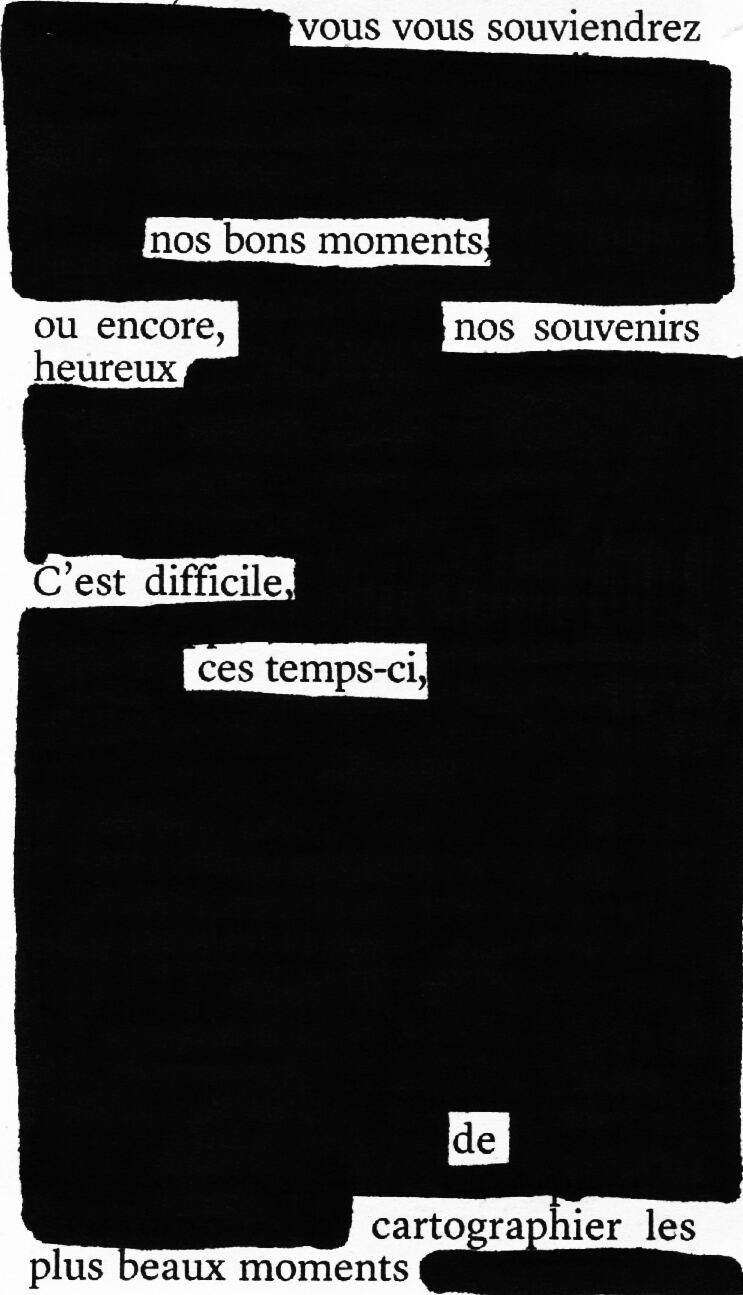 vous vous souviendrez
nos bons moments,
ou encore, nos souvenirs
heureux
C’est difficile,
ces temps-ci,
de
cartographier les
plus beaux moments